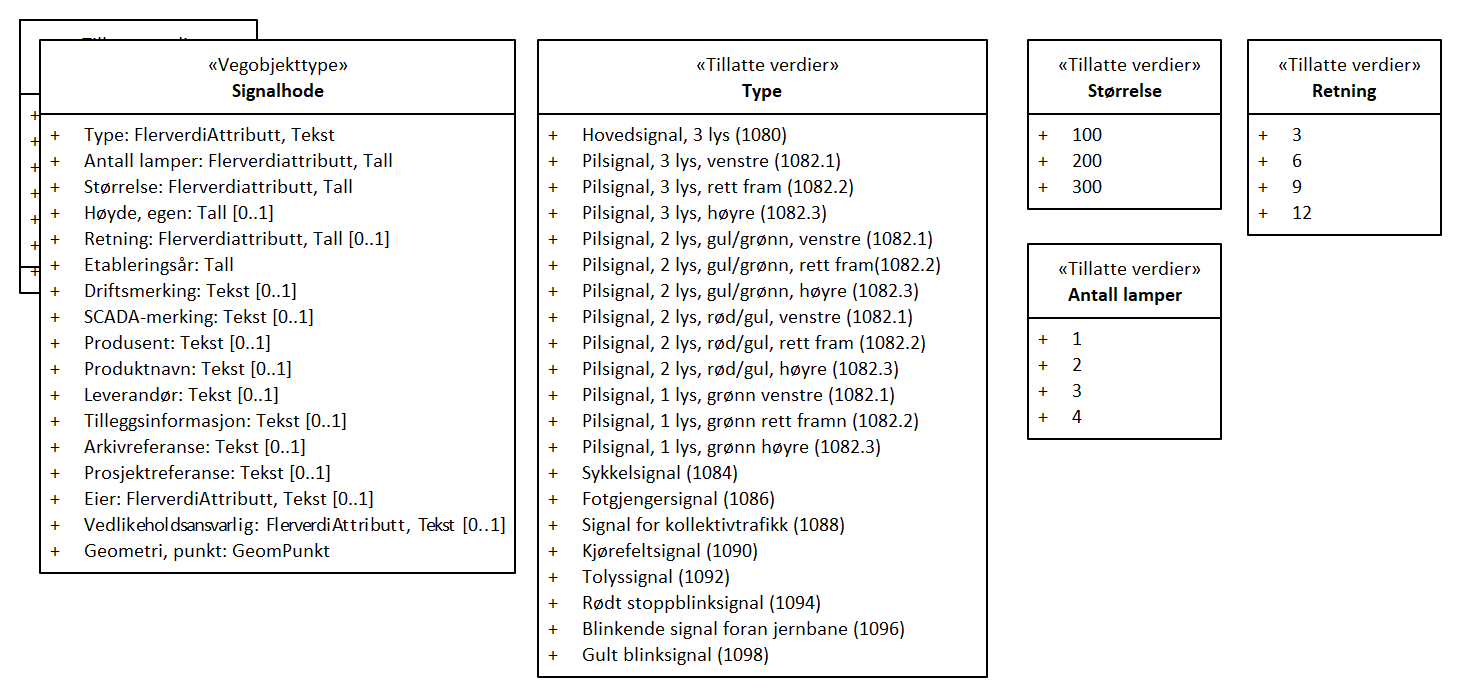 «Vegobjekttype»
Signalhode
+ Type: FlerverdiAttributt, Tekst
+ Antall lamper: Flerverdiattributt, Tall
+ Størrelse: Flerverdiattributt, Tall
+ Høyde, egen: Tall [0..1]
+ Retning: Flerverdiattributt, Tall [0..1]
+ Etableringsår: Tall
+ Driftsmerking: Tekst [0..1]
+ SCADA-merking: Tekst [0..1]
+ Produsent: Tekst [0..1]
+ Produktnavn: Tekst [0..1]
+ Leverandør: Tekst [0..1]
+ Tilleggsinformasjon: Tekst [0..1]
+ Arkivreferanse: Tekst [0..1]
+ Prosjektreferanse: Tekst [0..1]
+ Eier: FlerverdiAttributt, Tekst [0..1]
+ Vedlikeholdsansvarlig: FlerverdiAttributt, Tekst [0..1]
+ Geometri, punkt: GeomPunkt
«Tillatte verdier»
Type
+ Hovedsignal, 3 lys (1080)
+ Pilsignal, 3 lys, venstre (1082.1)
+ Pilsignal, 3 lys, rett fram (1082.2)
+ Pilsignal, 3 lys, høyre (1082.3)
+ Pilsignal, 2 lys, gul/grønn, venstre (1082.1)
+ Pilsignal, 2 lys, gul/grønn, rett fram(1082.2)
+ Pilsignal, 2 lys, gul/grønn, høyre (1082.3)
+ Pilsignal, 2 lys, rød/gul, venstre (1082.1)
+ Pilsignal, 2 lys, rød/gul, rett fram (1082.2)
+ Pilsignal, 2 lys, rød/gul, høyre (1082.3)
+ Pilsignal, 1 lys, grønn venstre (1082.1)
+ Pilsignal, 1 lys, grønn rett framn (1082.2)
+ Pilsignal, 1 lys, grønn høyre (1082.3)
+ Sykkelsignal (1084)
+ Fotgjengersignal (1086)
+ Signal for kollektivtrafikk (1088)
+ Kjørefeltsignal (1090)
+ Tolyssignal (1092)
+ Rødt stoppblinksignal (1094)
+ Blinkende signal foran jernbane (1096)
+ Gult blinksignal (1098)
«Tillatte verdier»
Størrelse
+ 100
+ 200
+ 300
«Tillatte verdier»
Antall lamper
+ 1
+ 2
+ 3
+ 4
«Tillatte verdier»
Retning
+ 3
+ 6
+ 9
+ 12